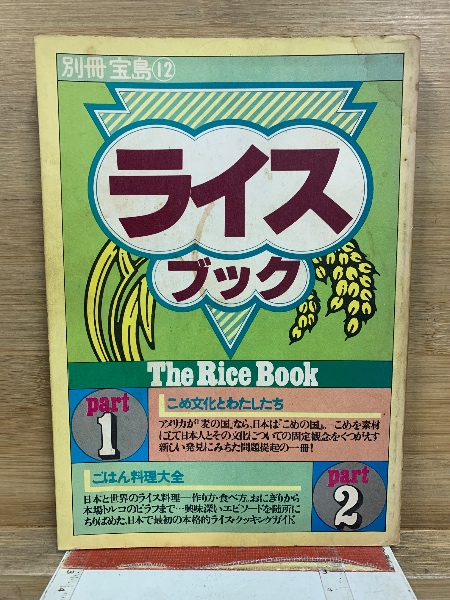 別冊宝島⑫
ライス
ブック
The Rice Book
part
1
こめ文化とわたしたち
アメリカが「麦の国」なら、日本は「こめの国」。こめを素材
にして日本人とその文化についての固定観念をくつがえす
新しい発見にみちた問題提起の一冊!
ごはん料理大全
日本と世界のライス料理—作り方・食べ方。おにぎりから
本場トルコのピラフまで…興味深いエピソードを随所に
ちりばめた、日本で最初の本格的ライス・クッキングガイド
part
2